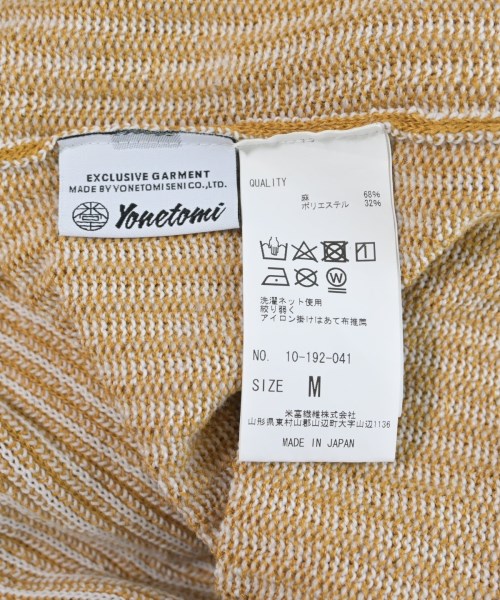 EXCLUSIVE GARMENT
MADE BY YONETOMI SENI CO.,LTD.
Yonetomi
QUALITY
麻 68%
ポリエステル 32%
W
洗濯ネット使用
絞り弱く
アイロン掛けはあて布推薦
NO. 10-192-041
SIZE M
米富繊維株式会社
山形県東村山郡山辺町大字山辺1136
MADE IN JAPAN